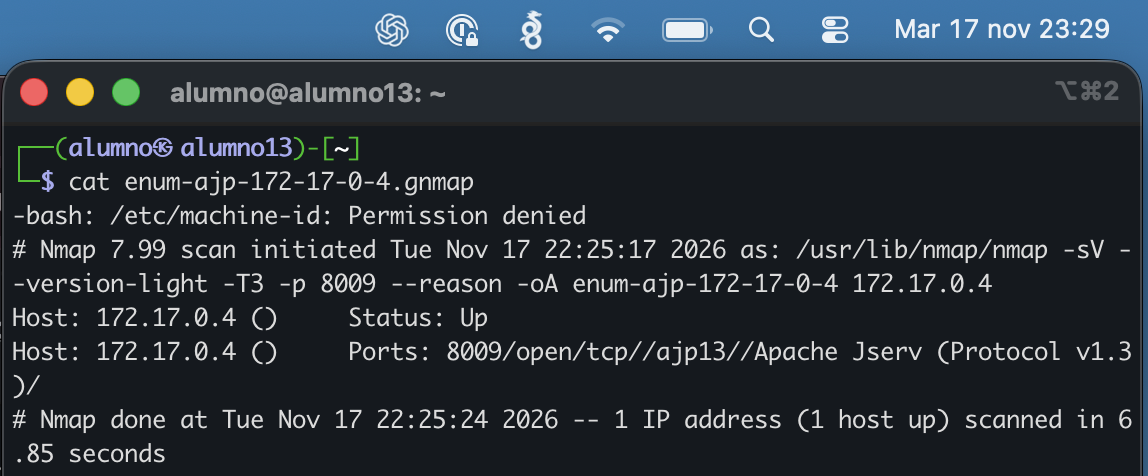 Mar 17 nov 23:29
alumno@alumno13: ~
⌥⌘2
┌──(alumno㉿alumno13)-[~]
└─$ cat enum-ajp-172-17-0-4.gnmap
-bash: /etc/machine-id: Permission denied
# Nmap 7.99 scan initiated Tue Nov 17 22:25:17 2026 as: /usr/lib/nmap/nmap -sV -
-version-light -T3 -p 8009 --reason -oA enum-ajp-172-17-0-4 172.17.0.4
Host: 172.17.0.4 ()     Status: Up
Host: 172.17.0.4 ()     Ports: 8009/open/tcp//ajp13//Apache Jserv (Protocol v1.3
)/
# Nmap done at Tue Nov 17 22:25:24 2026 -- 1 IP address (1 host up) scanned in 6
.85 seconds